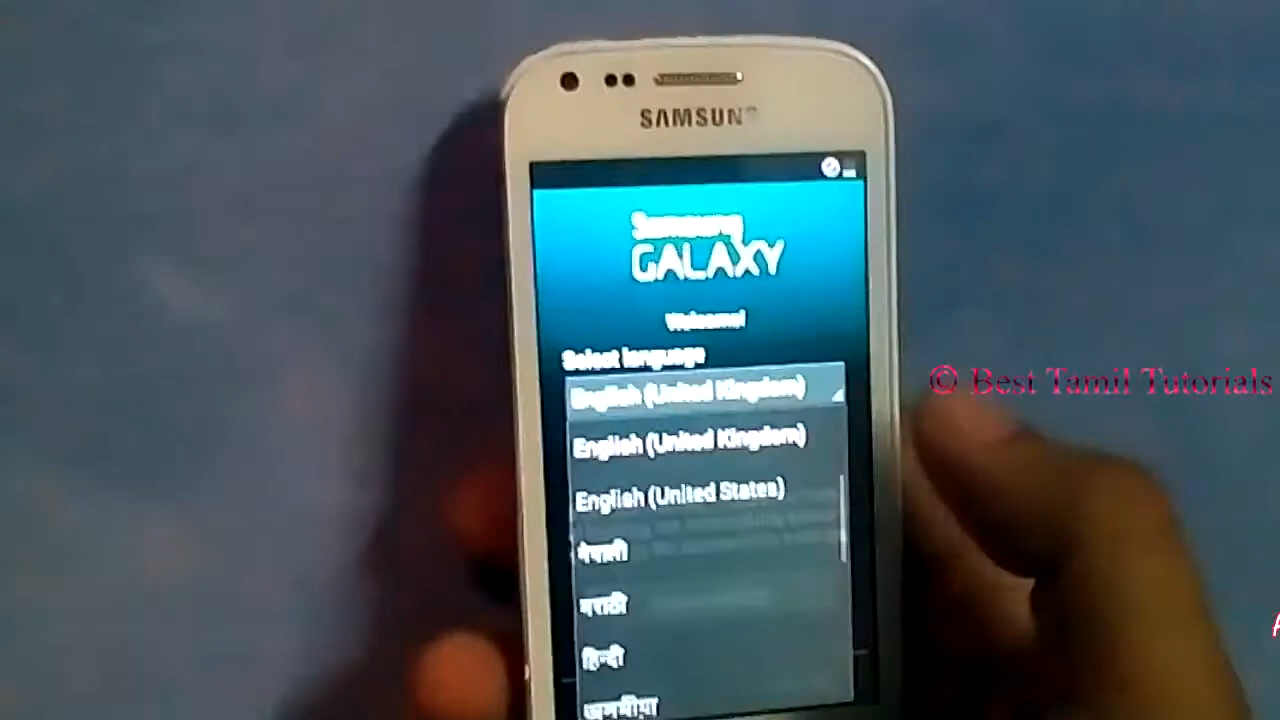 SAMSUNG
Samsung
GALAXY
Welcome!
Select language
English (United Kingdom)
English (United Kingdom)
© Best Tamil Tutorials
English (United States)
नेपाली
मराठी
हिन्दी